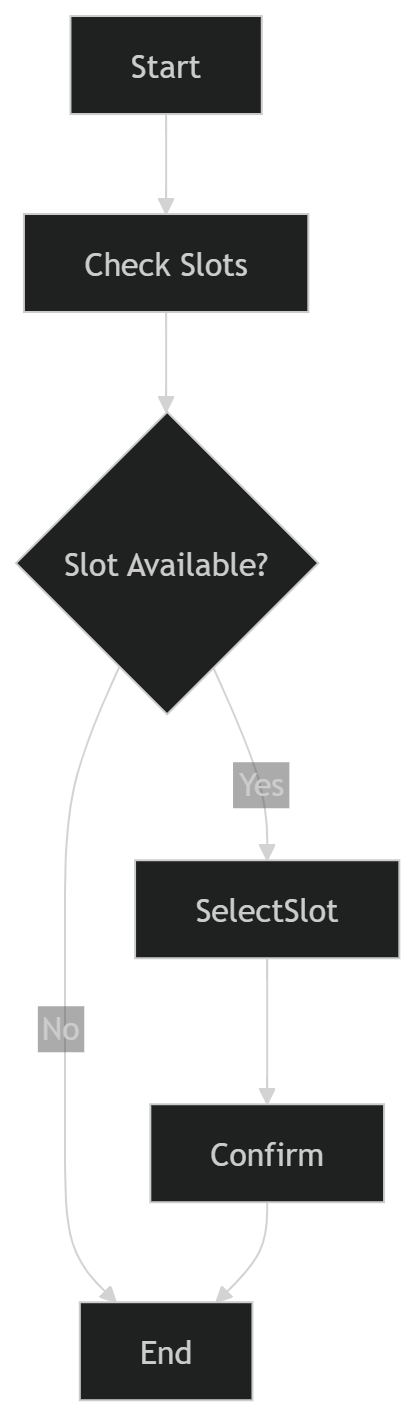 Start
Check Slots
Slot Available?
Yes
SelectSlot
No
Confirm
End